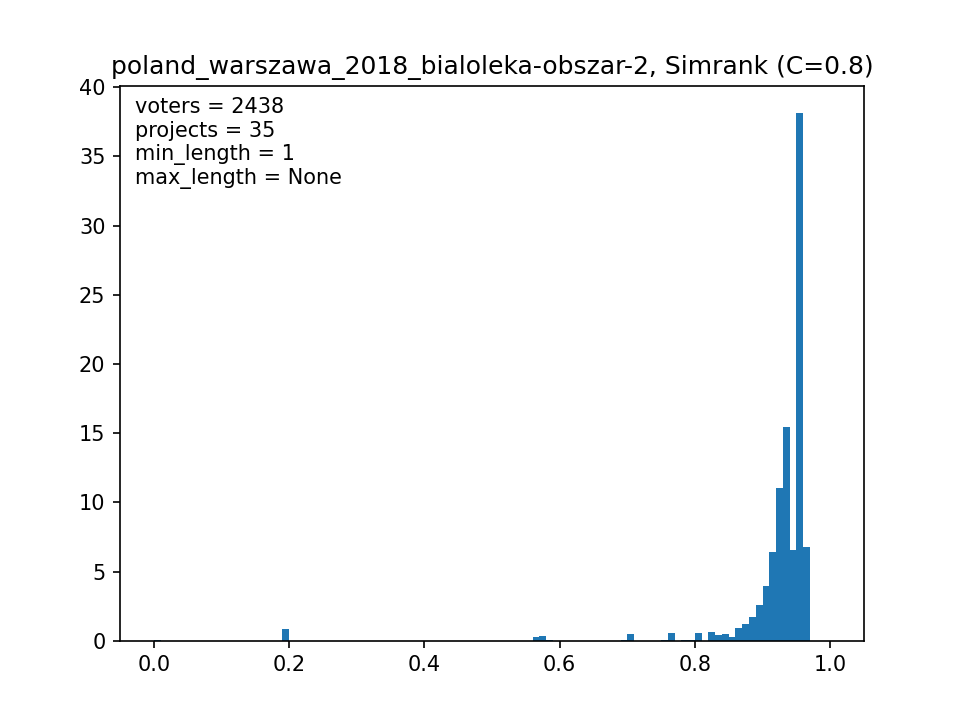 poland_warszawa_2018_bialoleka-obszar-2, Simrank (C=0.8)
voters = 2438
projects = 35
min_length = 1
max_length = None
40
35
30
25
20
15
10
5
0
0.0 0.2 0.4 0.6 0.8 1.0